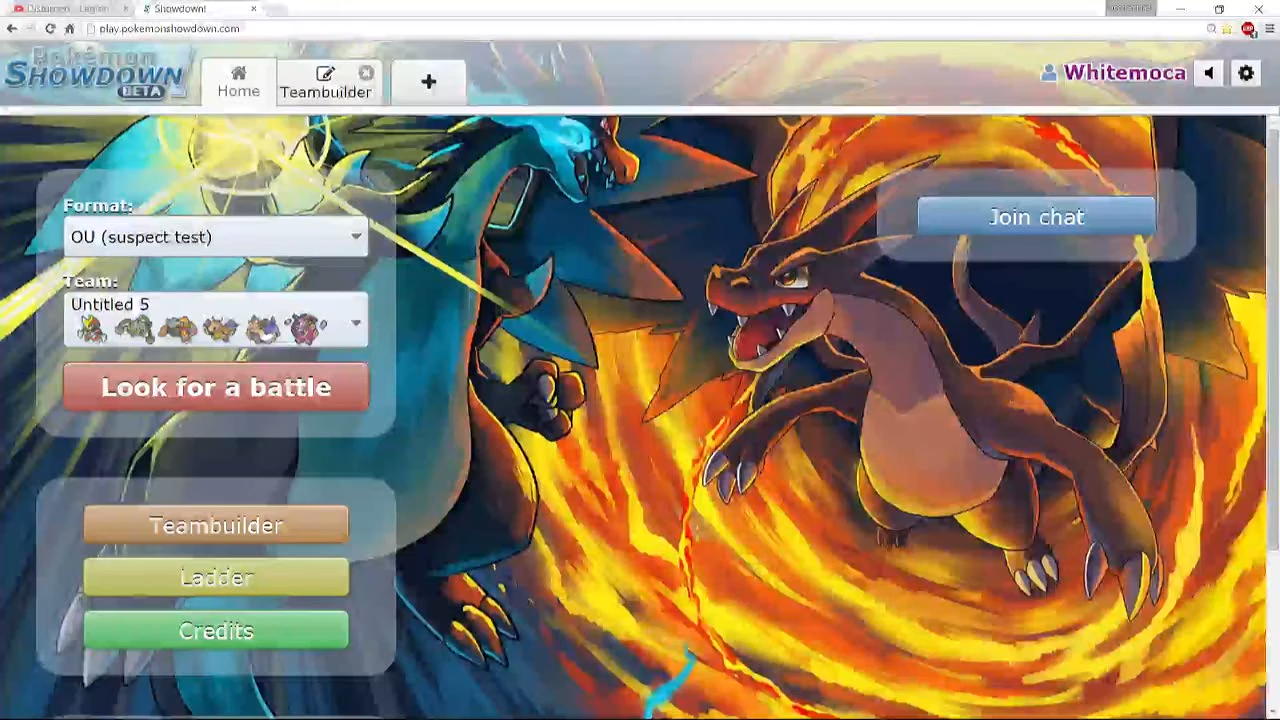 Showdown!
play.pokemonshowdown.com
Pokémon
SHOWDOWN
BETA
Home
Teambuilder
+
Whitemoca
Format:
OU (suspect test)
Team:
Untitled 5
Look for a battle
Join chat
Teambuilder
Ladder
Credits